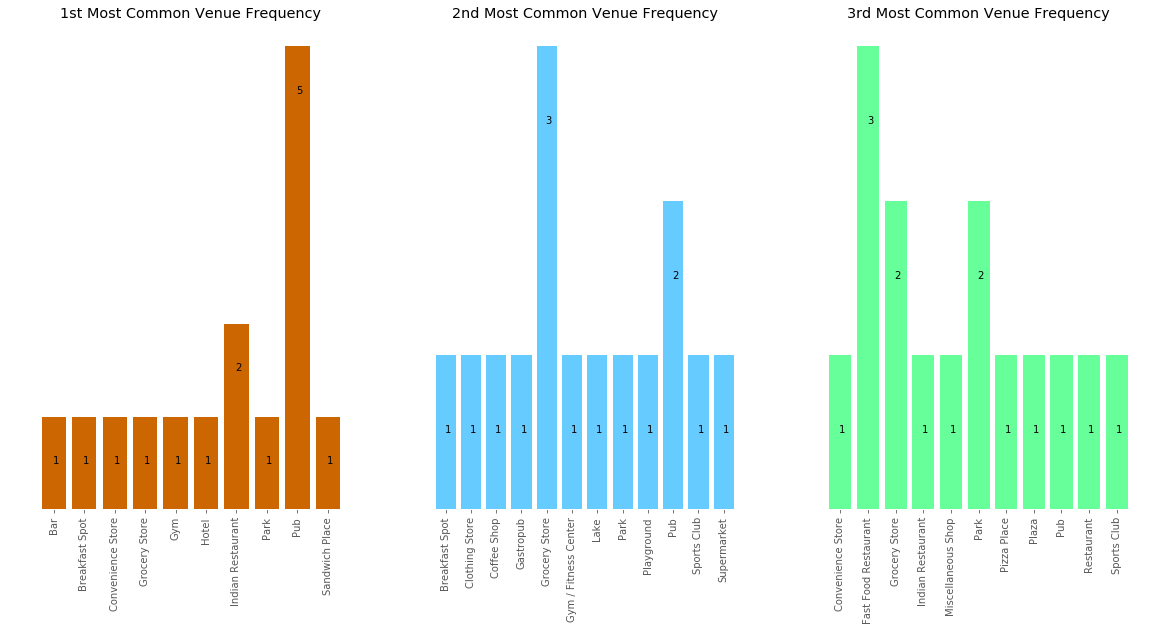 1st Most Common Venue Frequency
5
2
1
1
1
1
1
1
1
1
Bar
Breakfast Spot
Convenience Store
Grocery Store
Gym
Hotel
Indian Restaurant
Park
Pub
Sandwich Place
2nd Most Common Venue Frequency
3
2
1
1
1
1
1
1
1
1
1
1
Breakfast Spot
Clothing Store
Coffee Shop
Gastropub
Grocery Store
Gym / Fitness Center
Lake
Park
Playground
Pub
Sports Club
Supermarket
3rd Most Common Venue Frequency
3
2
2
1
1
1
1
1
1
1
1
Convenience Store
Fast Food Restaurant
Grocery Store
Indian Restaurant
Miscellaneous Shop
Park
Pizza Place
Plaza
Pub
Restaurant
Sports Club